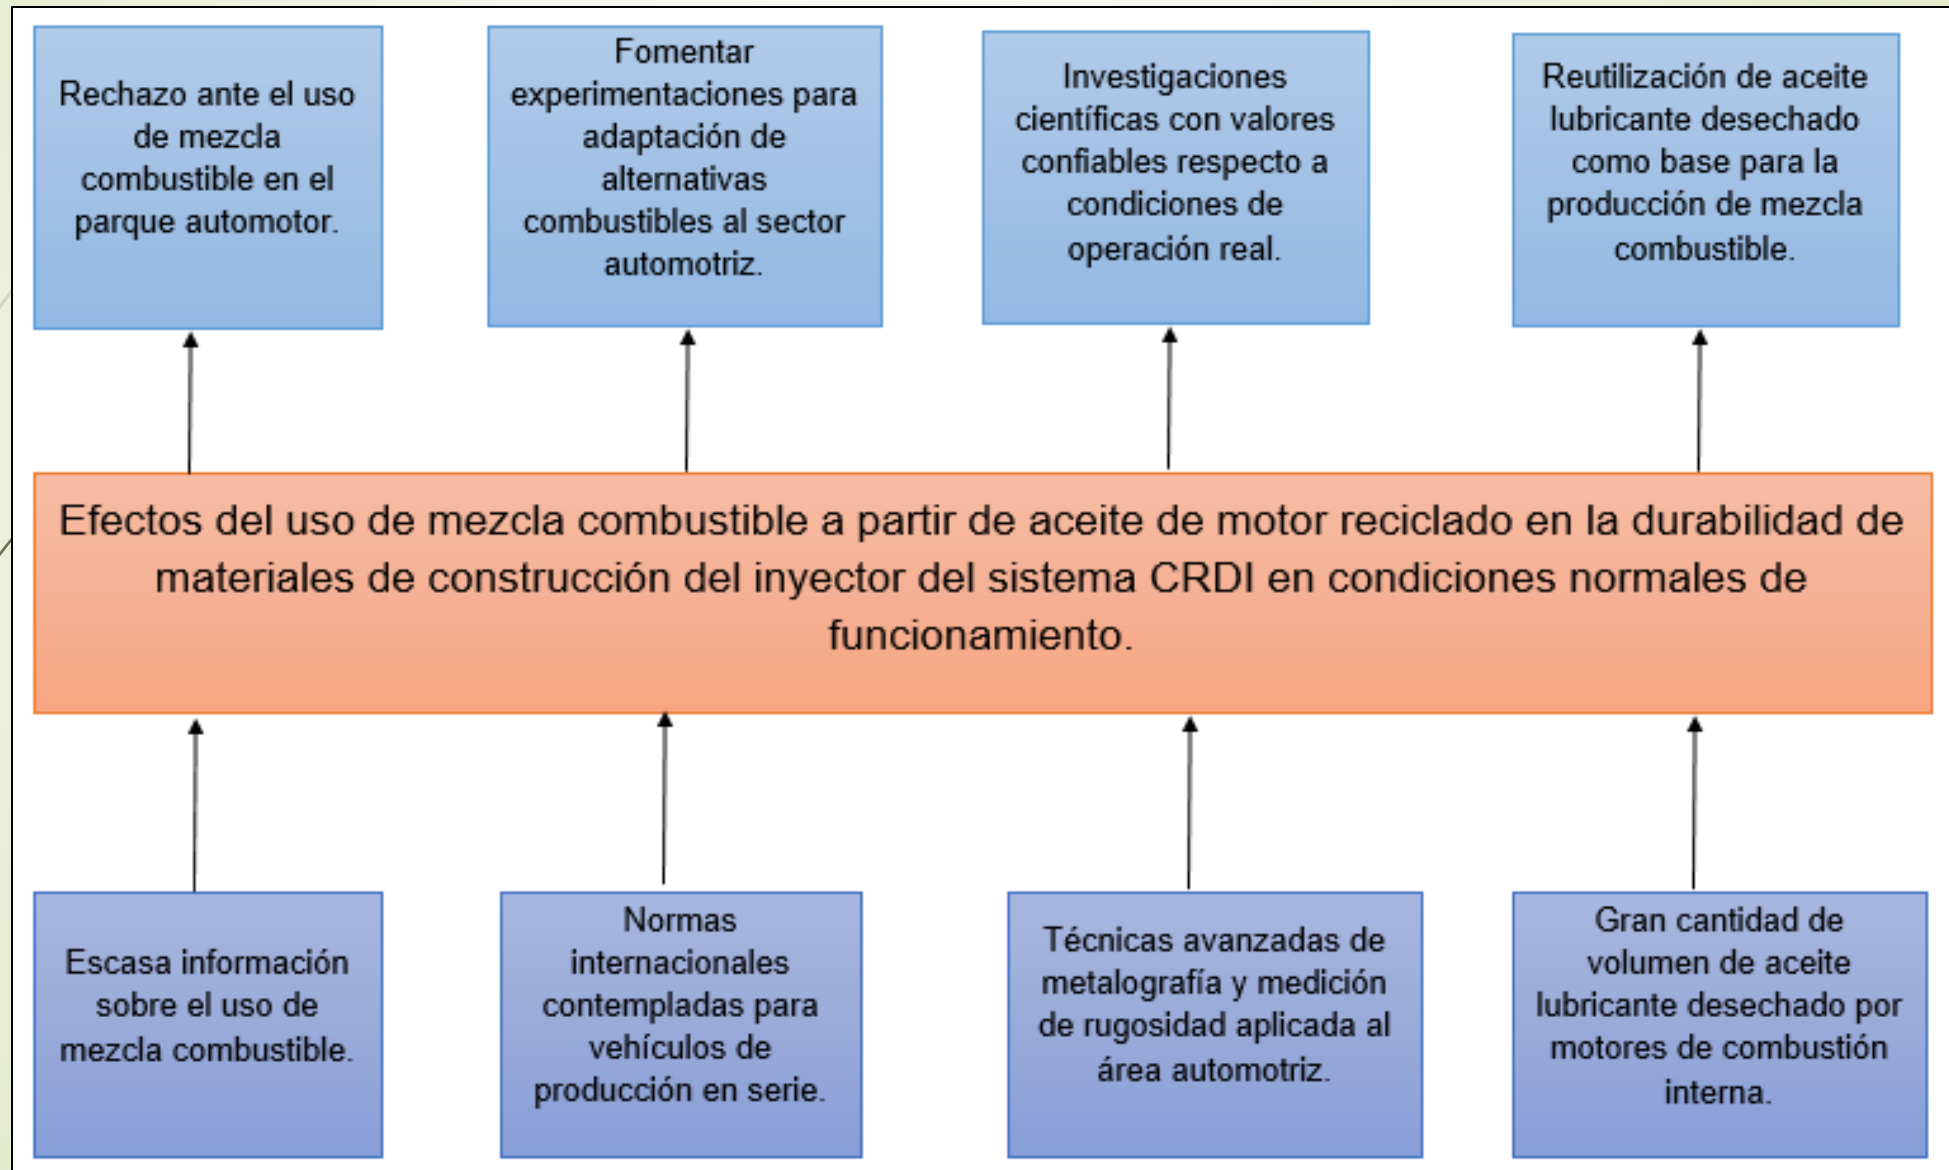 Rechazo ante el uso
de mezcla
combustible en el
parque automotor.
Fomentar
experimentaciones para
adaptación de
alternativas
combustibles al sector
automotriz.
Investigaciones
científicas con valores
confiables respecto a
condiciones de
operación real.
Reutilización de aceite
lubricante desechado
como base para la
producción de mezcla
combustible.
Efectos del uso de mezcla combustible a partir de aceite de motor reciclado en la durabilidad de
materiales de construcción del inyector del sistema CRDI en condiciones normales de
funcionamiento.
Escasa información
sobre el uso de
mezcla combustible.
Normas
internacionales
contempladas para
vehículos de
producción en serie.
Técnicas avanzadas de
metalografía y medición
de rugosidad aplicada al
área automotriz.
Gran cantidad de
volumen de aceite
lubricante desechado por
motores de combustión
interna.